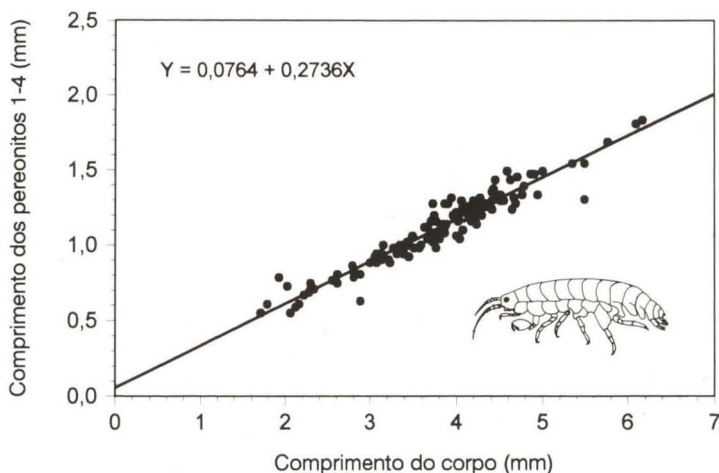 Comprimento dos pereonitos 1-4 (mm)
2,5
2,0
1,5
1,0
0,5
0,0
Y = 0,0764 + 0,2736X
0 1 2 3 4 5 6 7
Comprimento do corpo (mm)